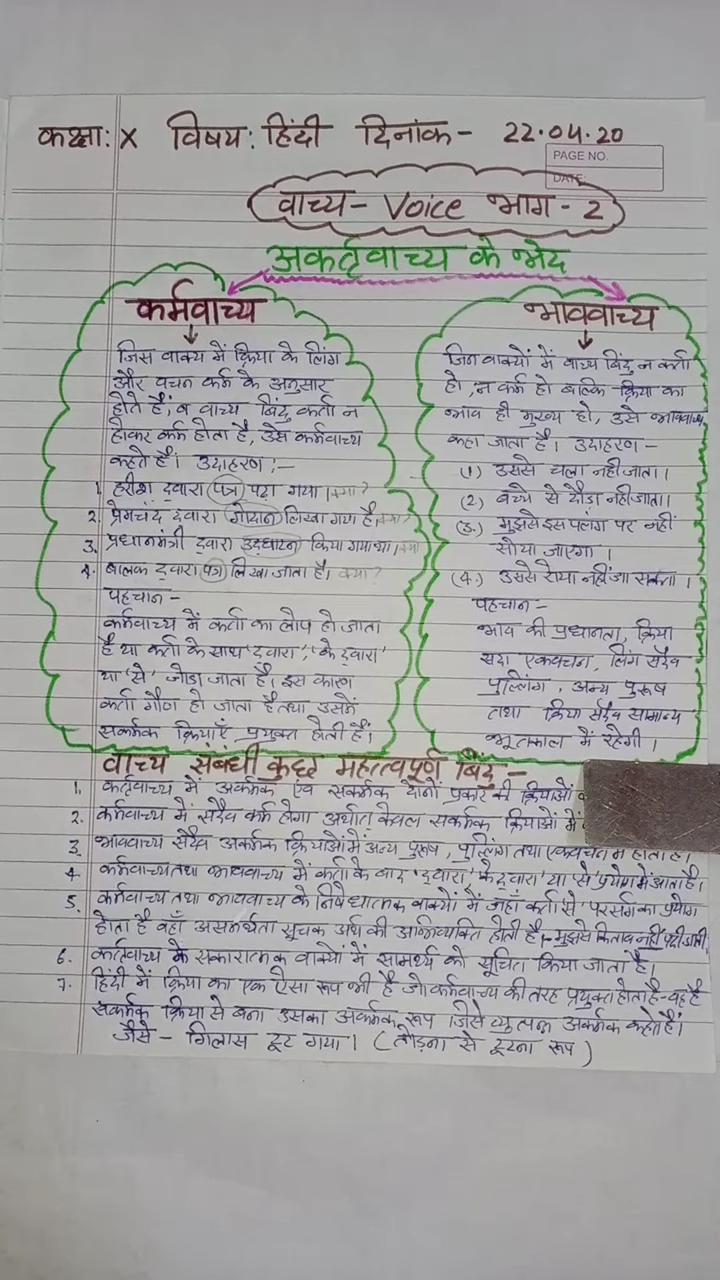 कक्षा: X विषय: हिंदी दिनांक- 22.04.20
PAGE NO.
DATE:
वाच्य- Voice भाग-2
अकर्तृवाच्य के भेद
कर्मवाच्य
जिस वाक्य में क्रिया के लिंग
और वचन कर्म के अनुसार
होते हैं, व वाच्य बिंदु कर्ता न
होकर कर्म होता है, उसे कर्मवाच्य
कहते हैं। उदाहरण:-
1. हरीश द्वारा पत्र पढ़ा गया। क्या?
2. प्रेमचंद द्वारा गोदान लिखा गया है। क्या?
3. प्रधानमंत्री द्वारा उद्घाटन किया गया था। क्या
4. बालक द्वारा पत्र लिखा जाता है। क्या?
पहचान-
कर्मवाच्य में कर्ता का लोप हो जाता
है या कर्ता के साथ 'द्वारा', 'के द्वारा'
या 'से' जोड़ा जाता है। इस कारण
कर्ता गौण हो जाता है तथा उसमें
सकर्मक क्रियाएँ प्रयुक्त होती हैं।
भाववाच्य
जिन वाक्यों में वाच्य बिंदु न कर्ता
हो, न कर्म हो बल्कि क्रिया का
भाव ही मुख्य हो, उसे भाववाच्य
कहा जाता है। उदाहरण-
(1) उससे चला नहीं जाता।
(2) बच्चे से दौड़ा नहीं जाता।
(3.) मुझसे इस पलंग पर नहीं
सोया जाएगा।
(4.) उससे रोया नहीं जा सकता।
पहचान-
भाव की प्रधानता, क्रिया
सदा एकवचन, लिंग सदैव
पुल्लिंग, अन्य पुरूष
तथा क्रिया सदैव सामान्य
भूतकाल में रहेगी।
वाच्य संबंधी कुछ महत्वपूर्ण बिंदु-
1. कर्तृवाच्य में अकर्मक एवं सकर्मक दोनों प्रकार की क्रियाओं
2. कर्मवाच्य में सदैव कर्म होगा अर्थात केवल सकर्मक क्रियाओं में
3. भाववाच्य सदैव अकर्मक क्रियाओं में अन्य पुरूष, पुल्लिंग तथा एकवचन में होता है।
4. कर्मवाच्य तथा भाववाच्य में कर्ता के बाद 'द्वारा' 'के द्वारा' या 'से' प्रयोग में आता है।
5. कर्मवाच्य तथा भाववाच्य के निषेधात्मक वाक्यों में जहाँ कर्ता 'से' परसर्ग का प्रयोग
होता है वहाँ असमर्थता सूचक अर्थ की अभिव्यक्ति होती है।- मुझसे किताब नहीं पढ़ी जाती।
6. कर्तृवाच्य के सकारात्मक वाक्यों में सामर्थ्य को सूचित किया जाता है।
7. हिंदी में क्रिया का एक ऐसा रूप भी है जो कर्मवाच्य की तरह प्रयुक्त होता है- वह है
सकर्मक क्रिया से बना उसका अकर्मक रूप जिसे व्युत्पन्न अकर्मक कहते हैं।
जैसे- गिलास टूट गया। (तोड़ना से टूटना रूप)